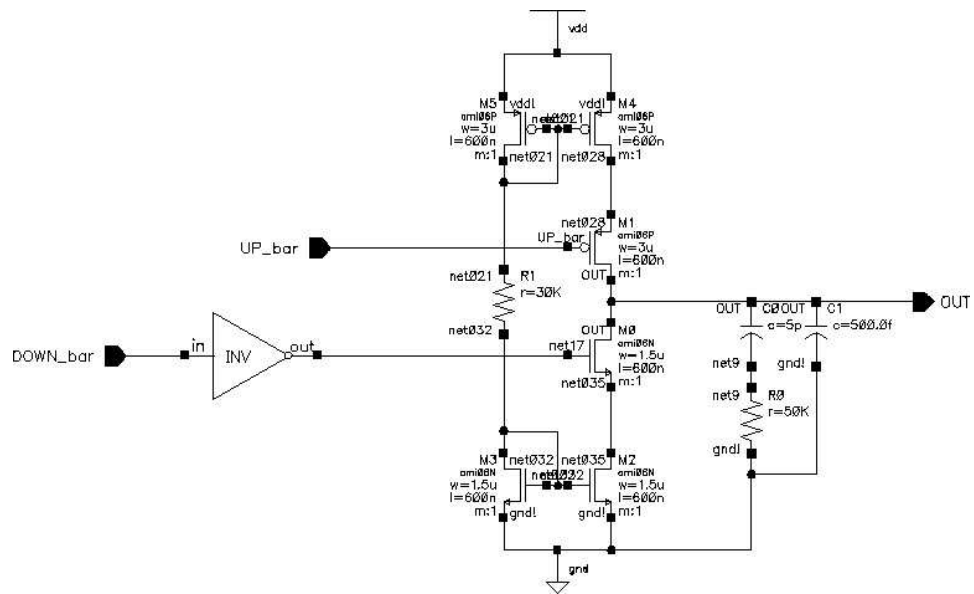 vdd
M5 vdd! vdd! M4
ami06P ami06P
w=3u net021 w=3u
l=600n l=600n
m:1 net021 net028 m:1
net028 M1
UP_bar UP_bar ami06P
w=3u
l=600n
OUT m:1
net021 R1
r=30K
OUT
OUT C0 OUT C1
c=5p c=500.0f
net032
OUT M0
DOWN_bar in INV out net17 ami06N
w=1.5u
l=600n
net035 m:1
net9 gnd!
net9 R0
r=50K
gnd!
M3 net032 net035 M2
ami06N ami06N
w=1.5u net032 w=1.5u
l=600n l=600n
m:1 gnd! gnd! m:1
gnd